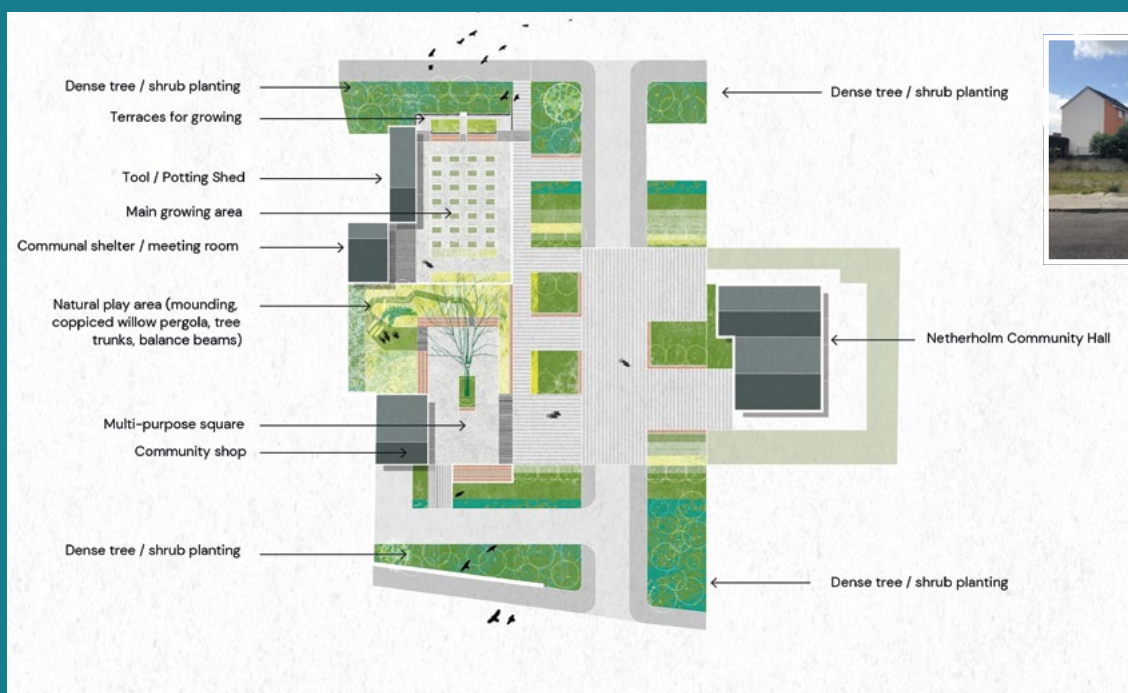 Dense tree / shrub planting
Terraces for growing
Tool / Potting Shed
Main growing area
Communal shelter / meeting room
Natural play area (mounding,
coppiced willow pergola, tree
trunks, balance beams)
Multi-purpose square
Community shop
Dense tree / shrub planting
Dense tree / shrub planting
Netherholm Community Hall
Dense tree / shrub planting